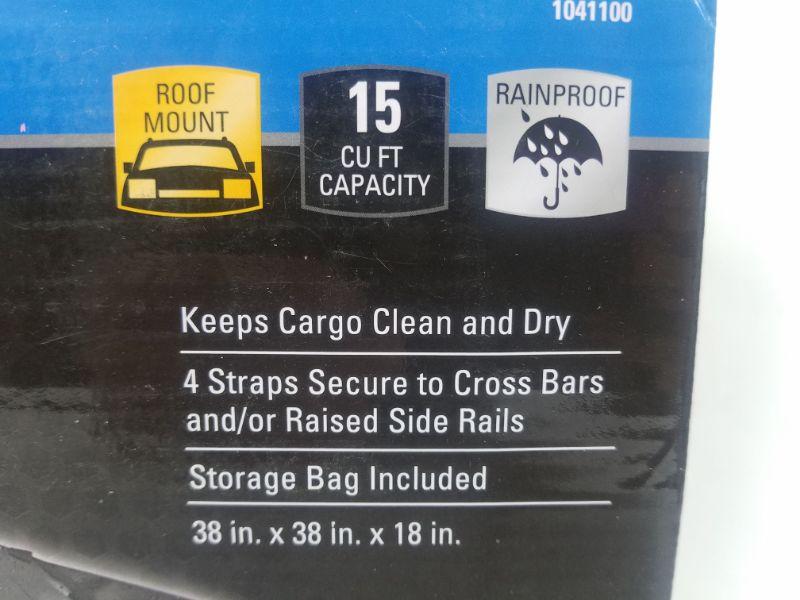 1041100
ROOF
MOUNT
15
CU FT
CAPACITY
RAINPROOF
Keeps Cargo Clean and Dry
4 Straps Secure to Cross Bars
and/or Raised Side Rails
Storage Bag Included
38 in. x 38 in. x 18 in.